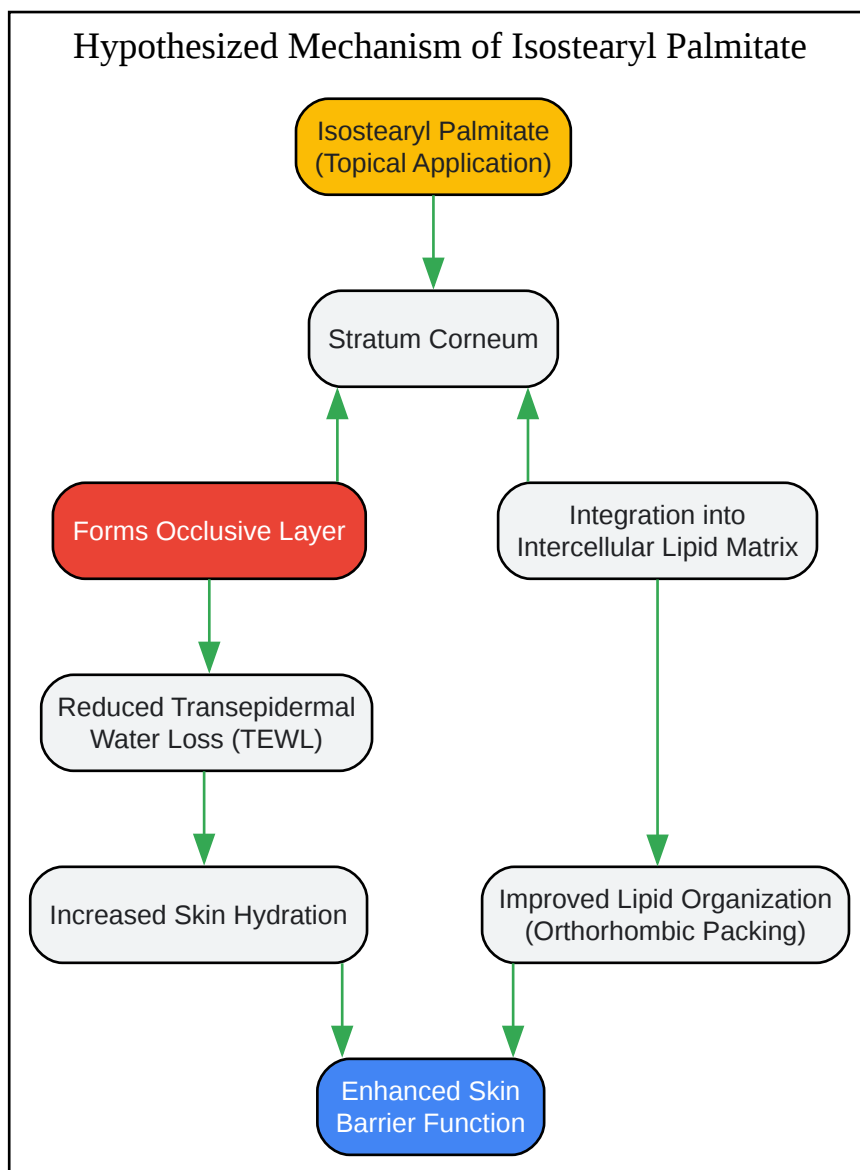 Hypothesized Mechanism of Isostearyl Palmitate
Isostearyl Palmitate
(Topical Application)
Stratum Corneum
Forms Occlusive Layer
Integration into
Intercellular Lipid Matrix
Reduced Transepidermal
Water Loss (TEWL)
Increased Skin Hydration
Improved Lipid Organization
(Orthorhombic Packing)
Enhanced Skin
Barrier Function